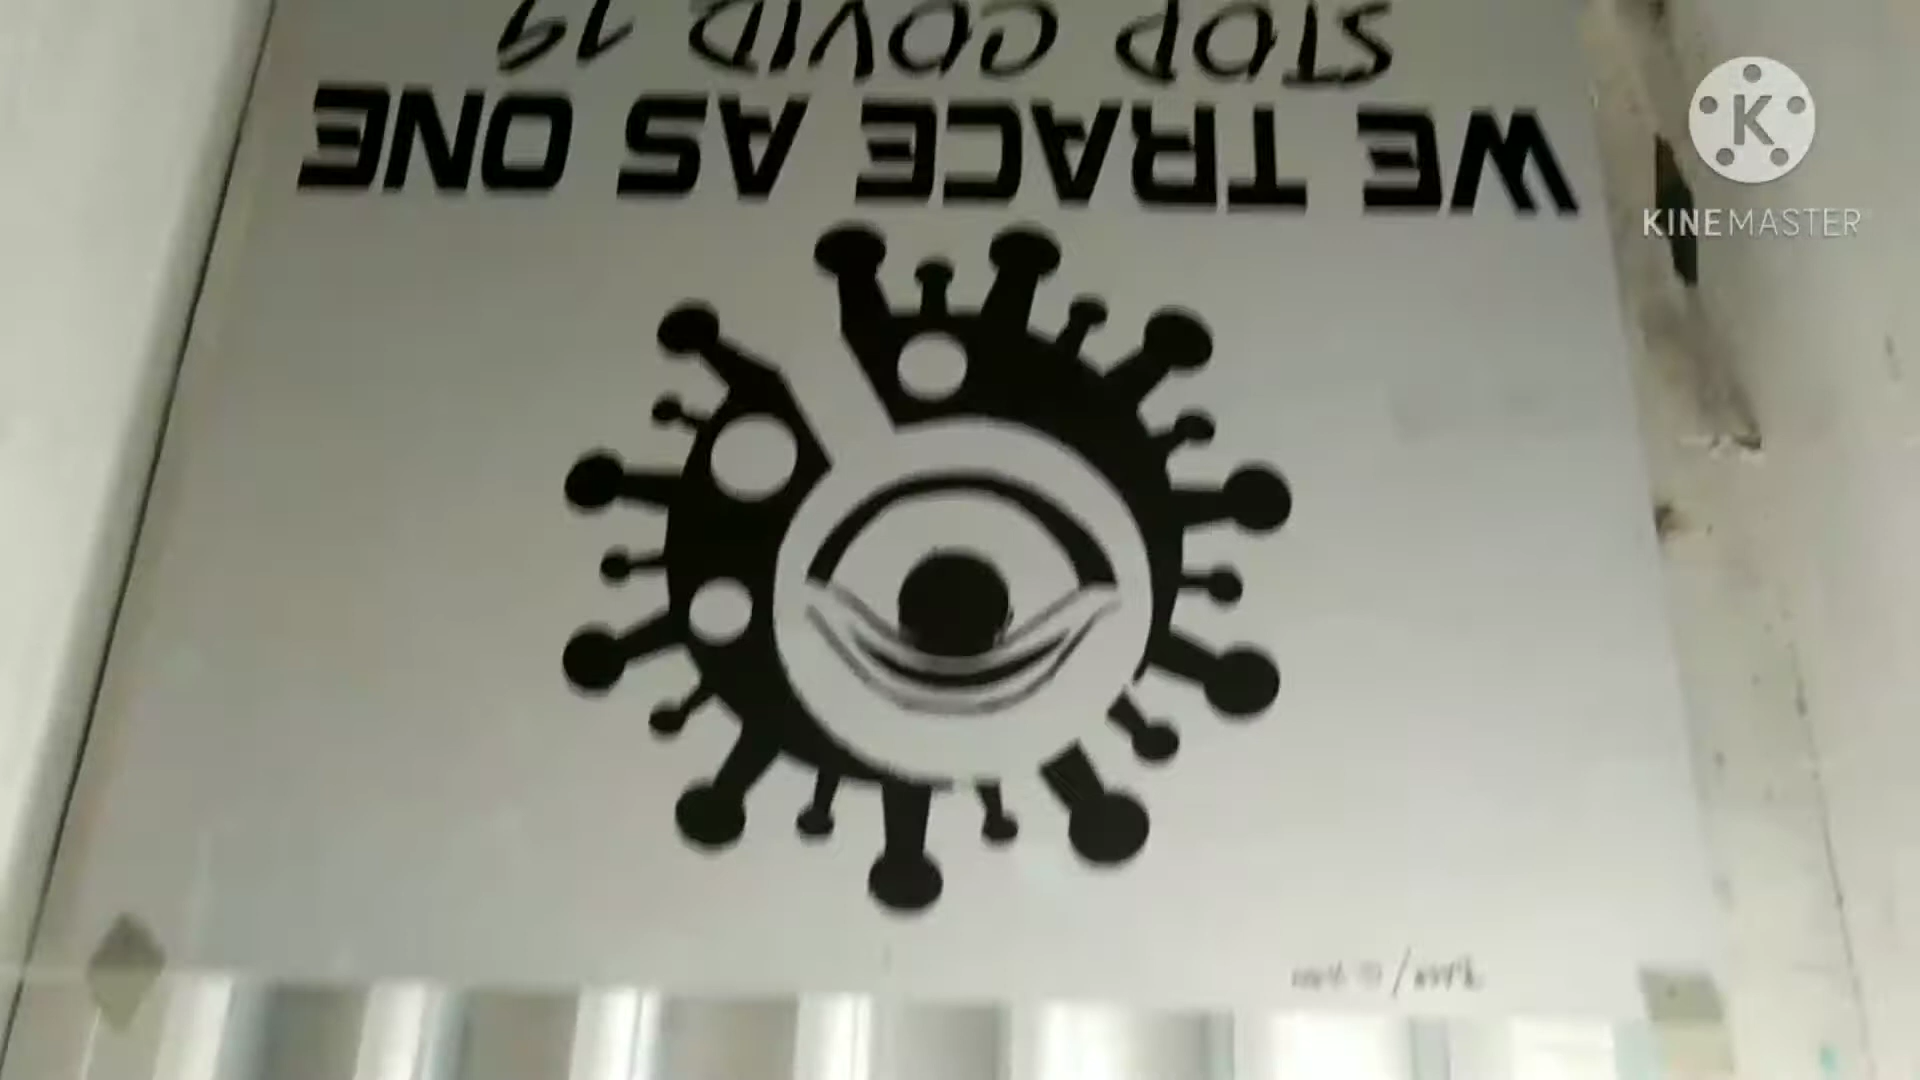 WE TRACE AS ONE
STOP COVID 19
K
KINEMASTER